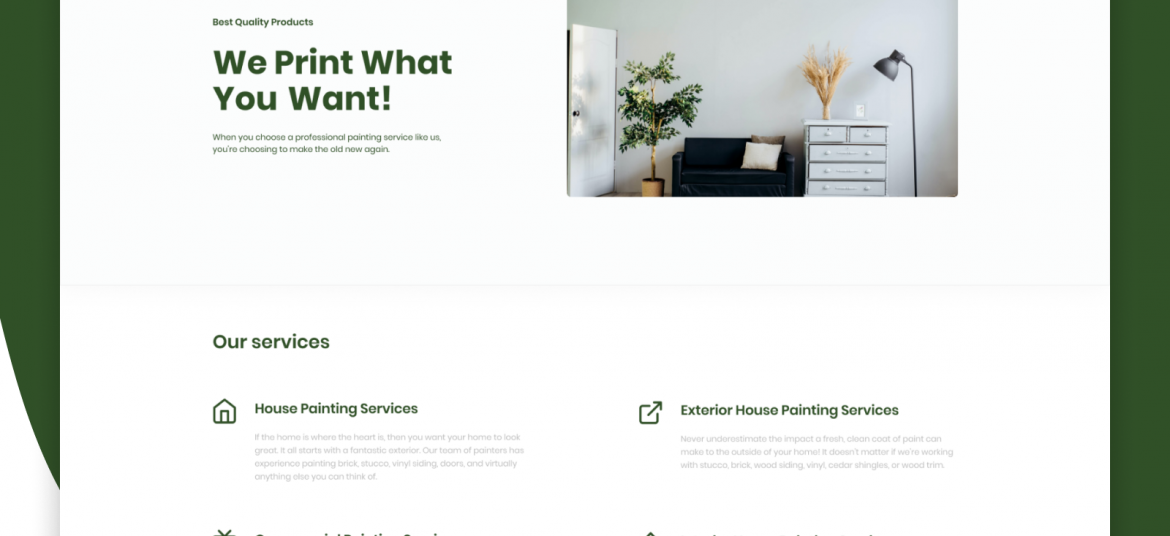 Best Quality Products
We Print What
You Want!
When you choose a professional painting service like us,
you're choosing to make the old new again.
Our services
House Painting Services
If the home is where the heart is, then you want your home to look
great. It all starts with a fantastic exterior. Our team of painters has
experience painting brick, stucco, vinyl siding, doors, and virtually
anything else you can think of.
Exterior House Painting Services
Never underestimate the impact a fresh, clean coat of paint can
make to the outside of your home! It doesn't matter if we're working
with stucco, brick, wood siding, vinyl, cedar shingles, or wood trim.